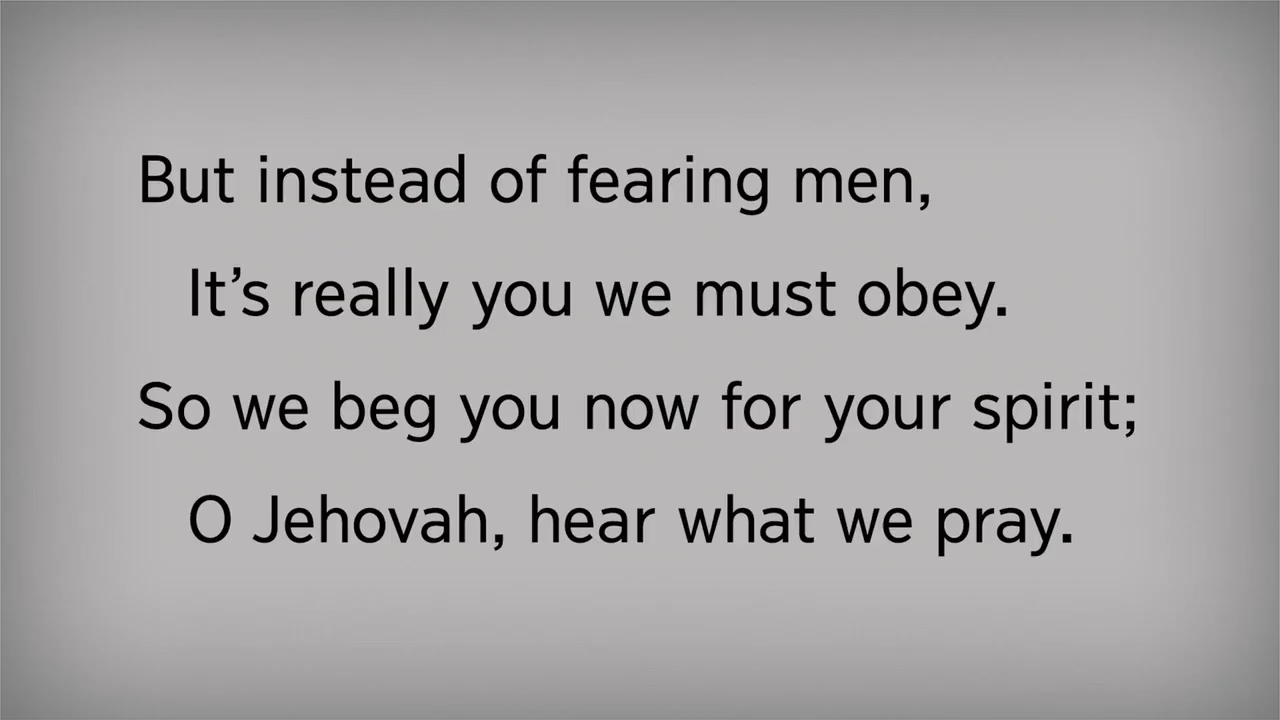 But instead of fearing men,
It’s really you we must obey.
So we beg you now for your spirit;
O Jehovah, hear what we pray.